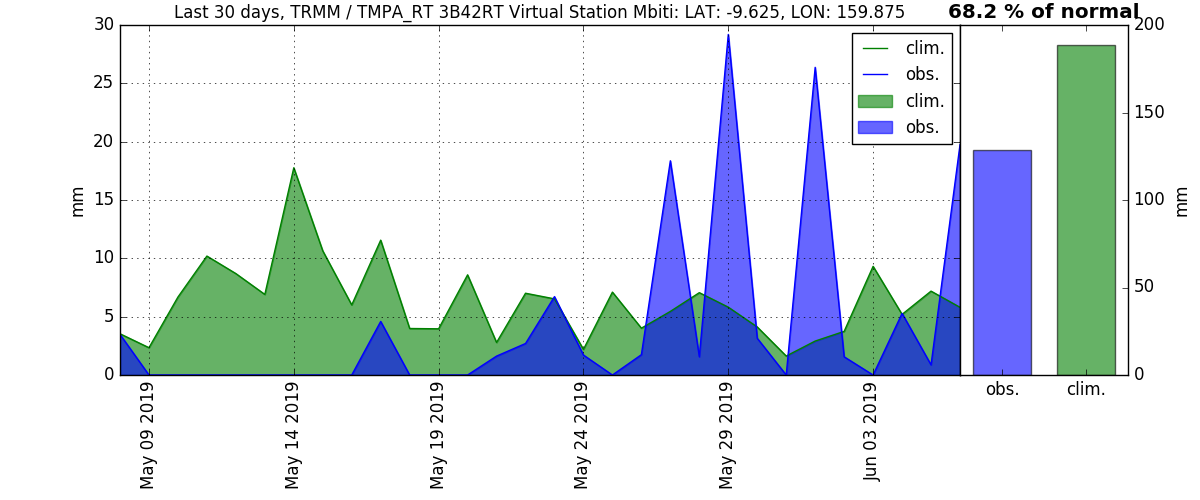 Last 30 days, TRMM / TMPA_RT 3B42RT Virtual Station Mbiti: LAT: -9.625, LON: 159.875
68.2 % of normal
30
25
20
15
10
5
0
mm
clim.
obs.
clim.
obs.
200
150
100
50
0
mm
obs.
clim.
May 09 2019
May 14 2019
May 19 2019
May 24 2019
May 29 2019
Jun 03 2019